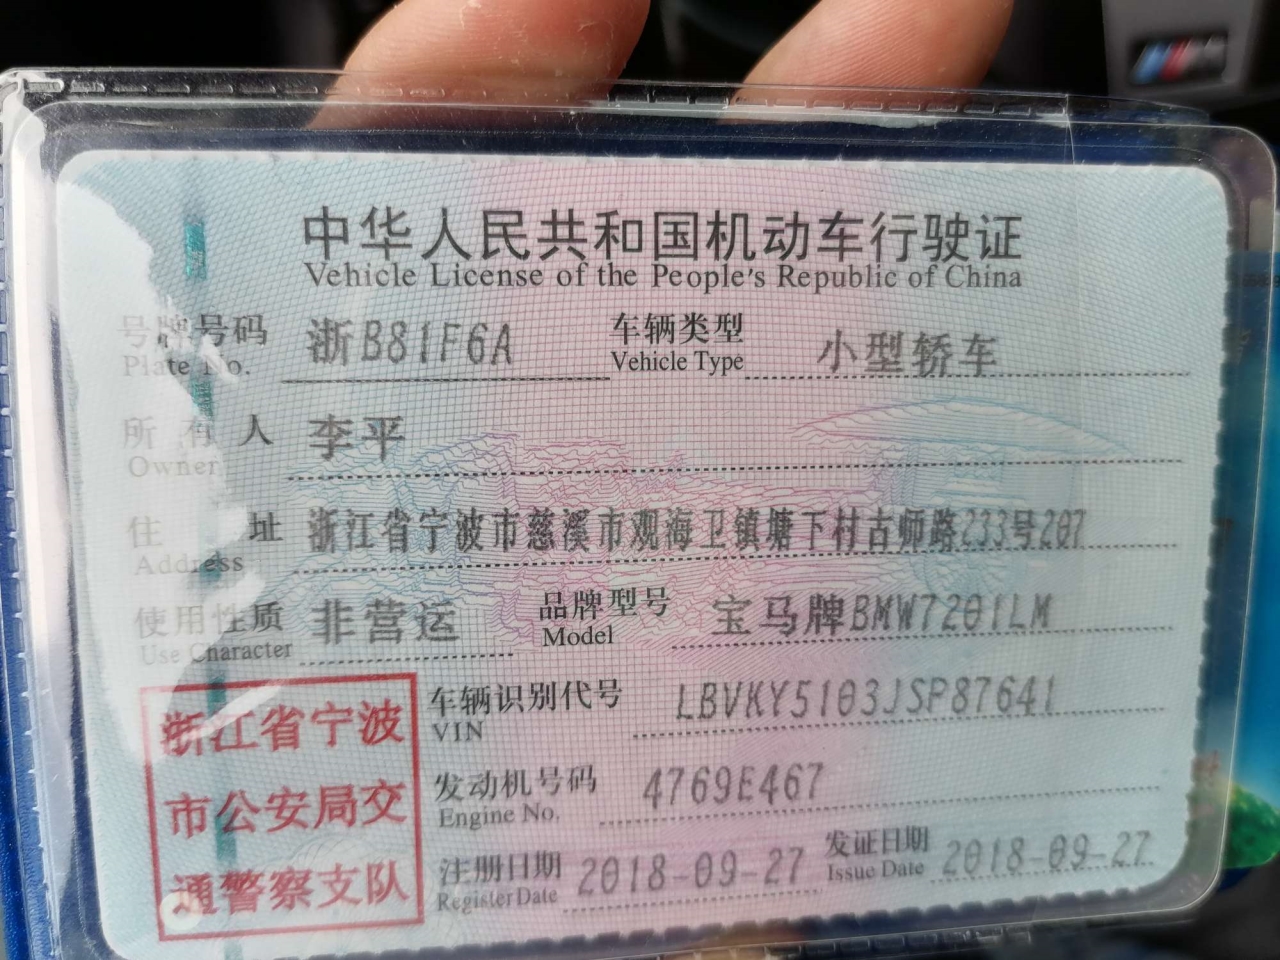 中华人民共和国机动车行驶证
Vehicle License of the People's Republic of China
号牌号码 浙B81F6A 车辆类型 小型轿车
Plate No. Vehicle Type
所有人 李平
Owner
住址 浙江省宁波市慈溪市观海卫镇塘下村古师路233号207
Address
使用性质 非营运 品牌型号 宝马牌BMW7201LM
Use Character Model
浙江省宁波市公安局交通警察支队
车辆识别代号 LBVKY5103JSP87641
VIN
发动机号码 4769E467
Engine No.
注册日期 2018-09-27 发证日期 2018-09-27
Register Date Issue Date